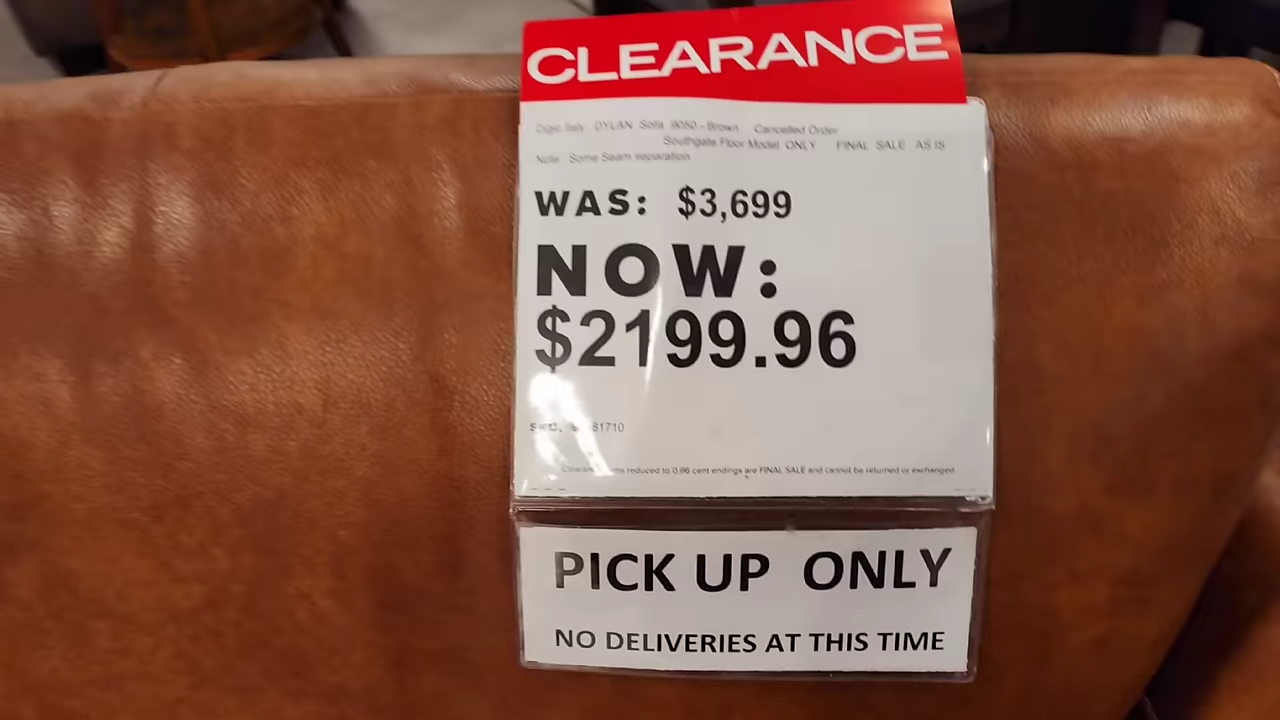 CLEARANCE
DYLAN Sofa 9050 - Brown Cancelled Order
Southgate Floor Model ONLY FINAL SALE AS IS
Note Some Seam separation
WAS: $3,699
NOW:
$2199.96
81710
reduced to 0.96 cent endings are FINAL SALE and cannot be returned or exchanged
PICK UP ONLY
NO DELIVERIES AT THIS TIME